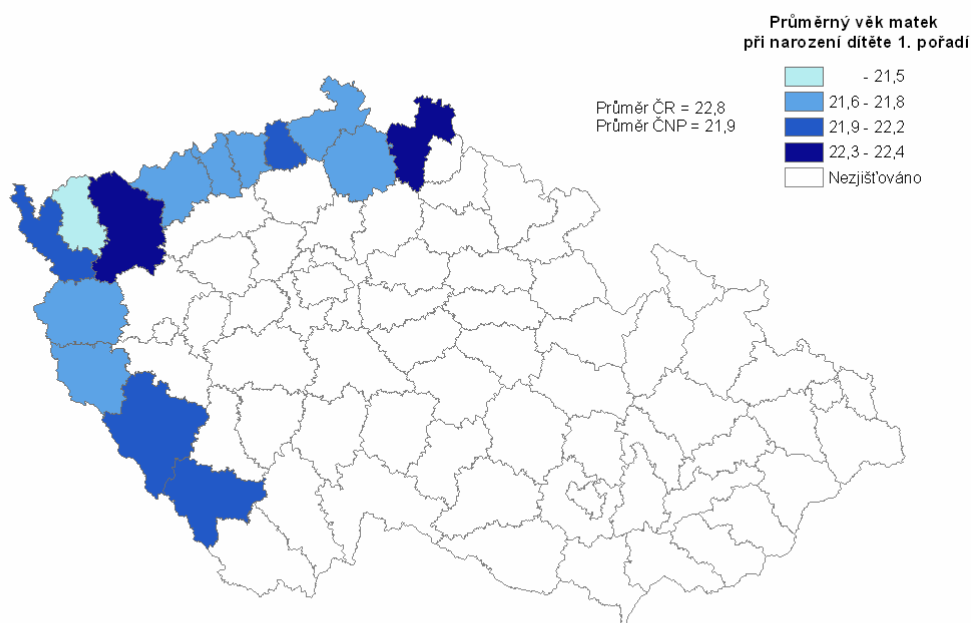 Průměrný věk matek
při narození dítěte 1. pořadí
- 21,5
21,6 - 21,8
21,9 - 22,2
22,3 - 22,4
Nezjišťováno
Průměr ČR = 22,8
Průměr ČNP = 21,9